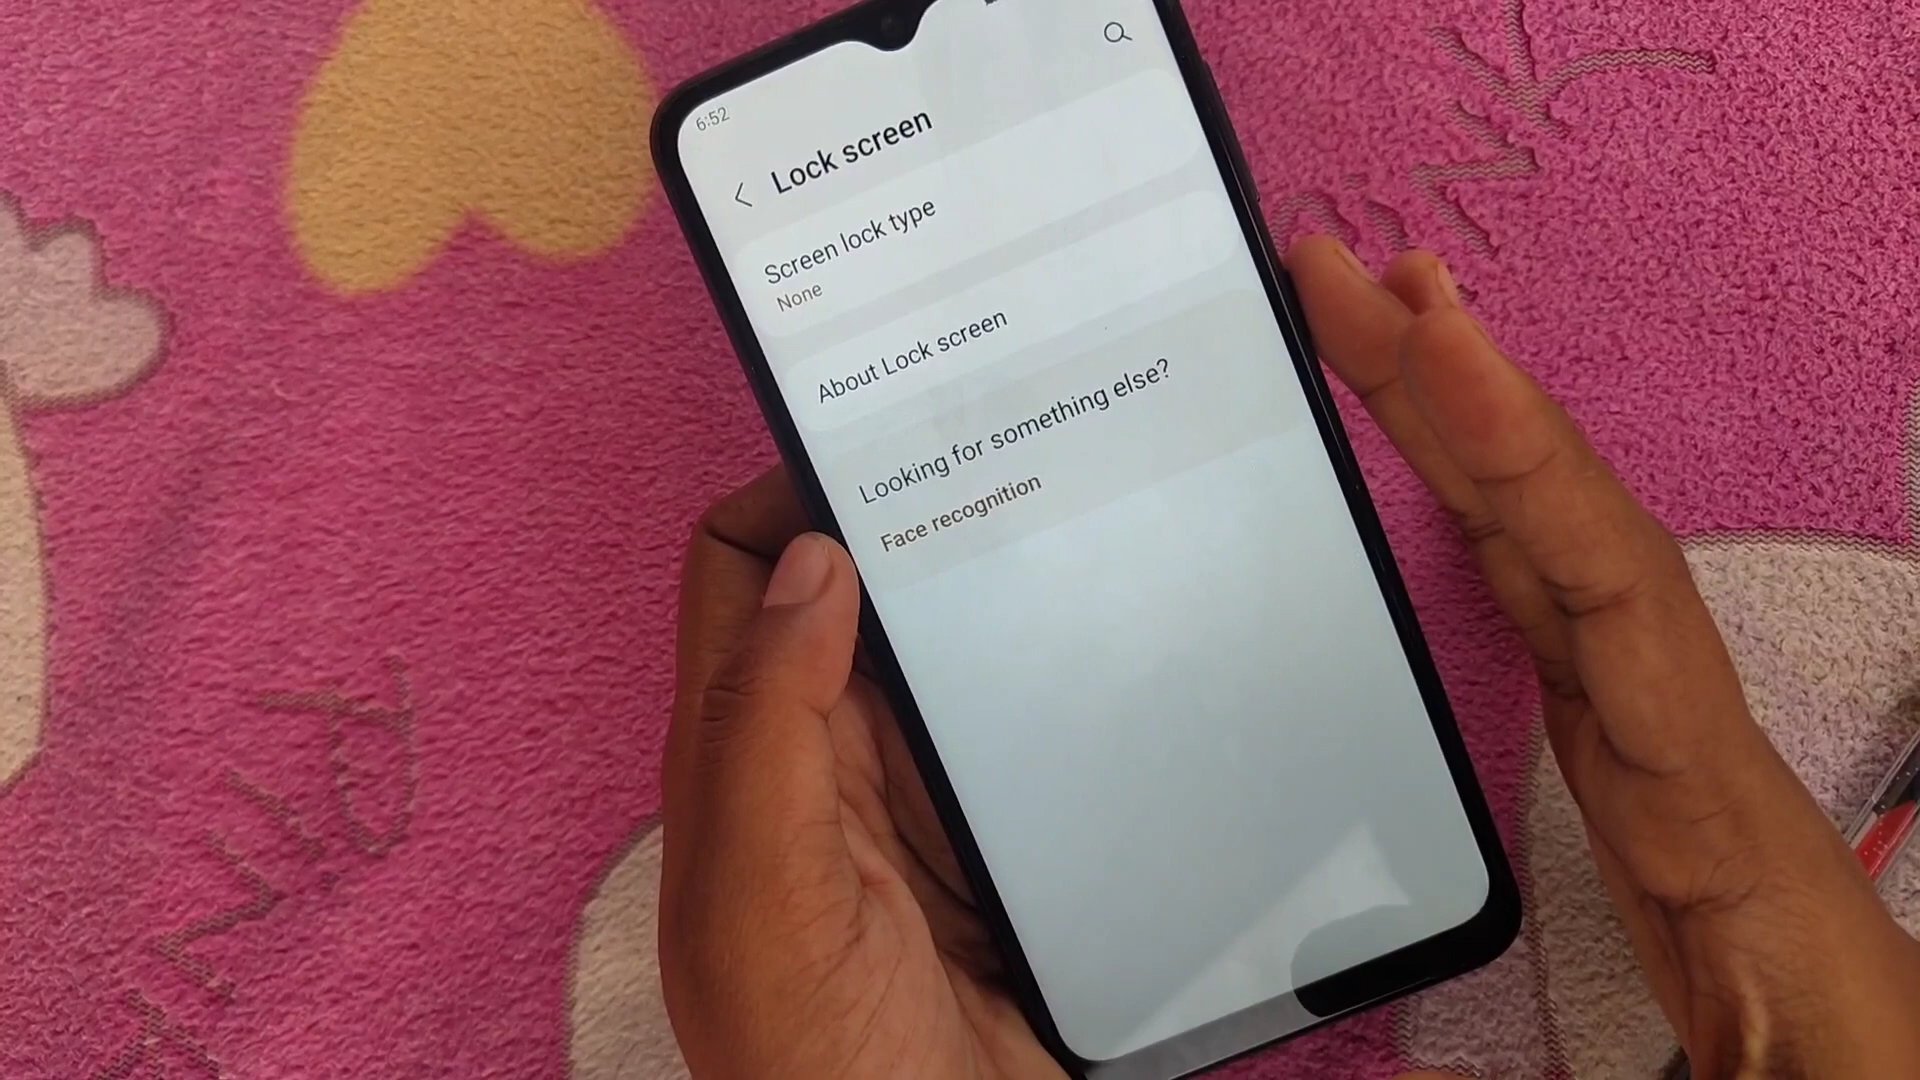 6:52
Lock screen
Screen lock type
None
About Lock screen
Looking for something else?
Face recognition